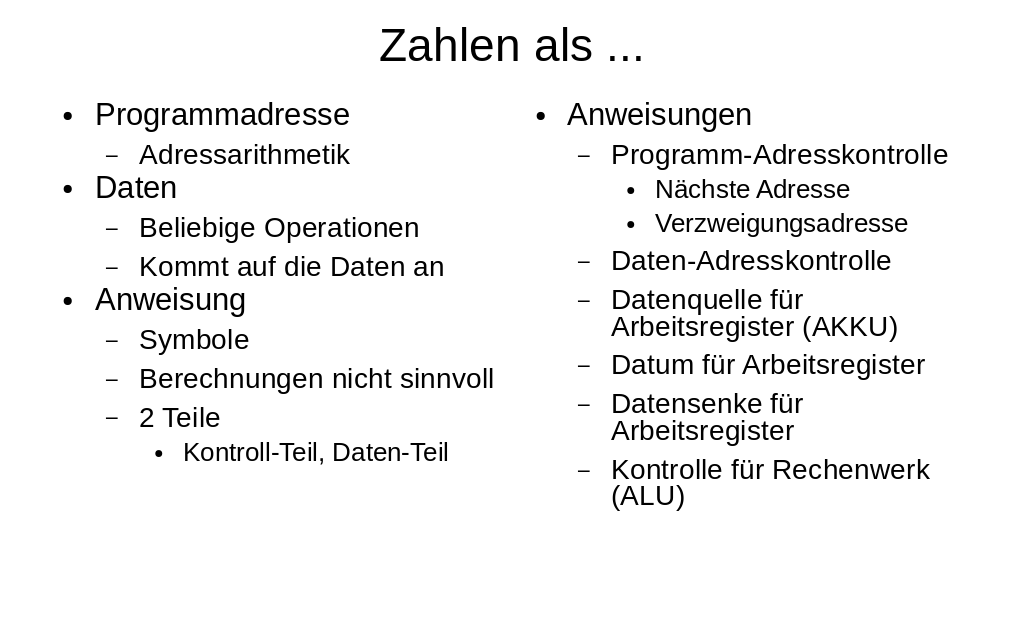 Zahlen als ...
• Programmadresse
– Adressarithmetik
• Daten
– Beliebige Operationen
– Kommt auf die Daten an
• Anweisung
– Symbole
– Berechnungen nicht sinnvoll
– 2 Teile
• Kontroll-Teil, Daten-Teil
• Anweisungen
– Programm-Adresskontrolle
• Nächste Adresse
• Verzweigungsadresse
– Daten-Adresskontrolle
– Datenquelle für
Arbeitsregister (AKKU)
– Datum für Arbeitsregister
– Datensenke für
Arbeitsregister
– Kontrolle für Rechenwerk
(ALU)